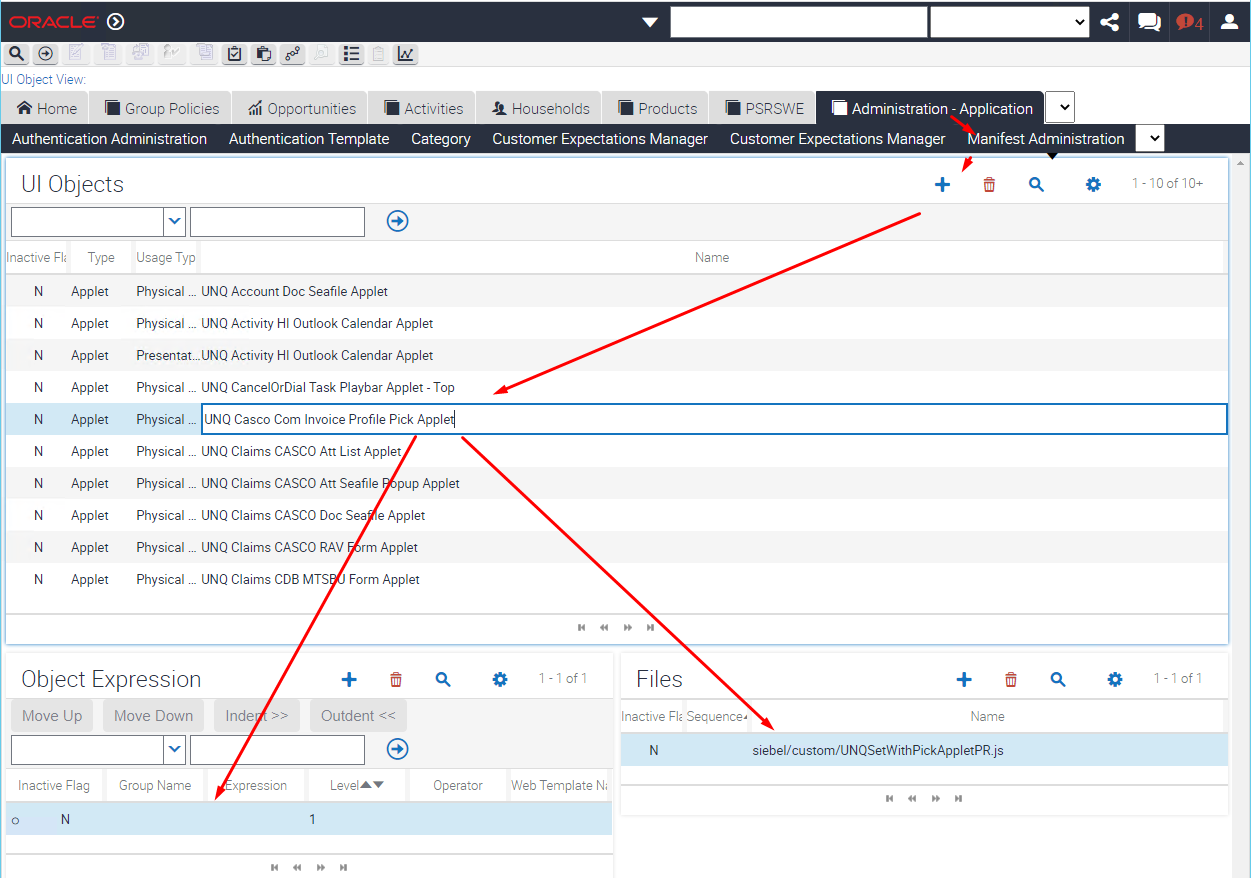 ORACLE
4
UI Object View:
Home Group Policies Opportunities Activities Households Products PSRSWE Administration - Application
Authentication Administration Authentication Template Category Customer Expectations Manager Customer Expectations Manager Manifest Administration
UI Objects 1 - 10 of 10+
Inactive Fla Type Usage Typ Name
N Applet Physical ... UNQ Account Doc Seafile Applet
N Applet Physical ... UNQ Activity HI Outlook Calendar Applet
N Applet Presentat... UNQ Activity HI Outlook Calendar Applet
N Applet Physical ... UNQ CancelOrDial Task Playbar Applet - Top
N Applet Physical ... UNQ Casco Com Invoice Profile Pick Applet
N Applet Physical ... UNQ Claims CASCO Att List Applet
N Applet Physical ... UNQ Claims CASCO Att Seafile Popup Applet
N Applet Physical ... UNQ Claims CASCO Doc Seafile Applet
N Applet Physical ... UNQ Claims CASCO RAV Form Applet
N Applet Physical ... UNQ Claims CDB MTSBU Form Applet
Object Expression 1 - 1 of 1
Move Up Move Down Indent >> Outdent <<
Inactive Flag Group Name Expression Level Operator Web Template Na
N 1
Files 1 - 1 of 1
Inactive Fla Sequence Name
N siebel/custom/UNQSetWithPickAppletPR.js